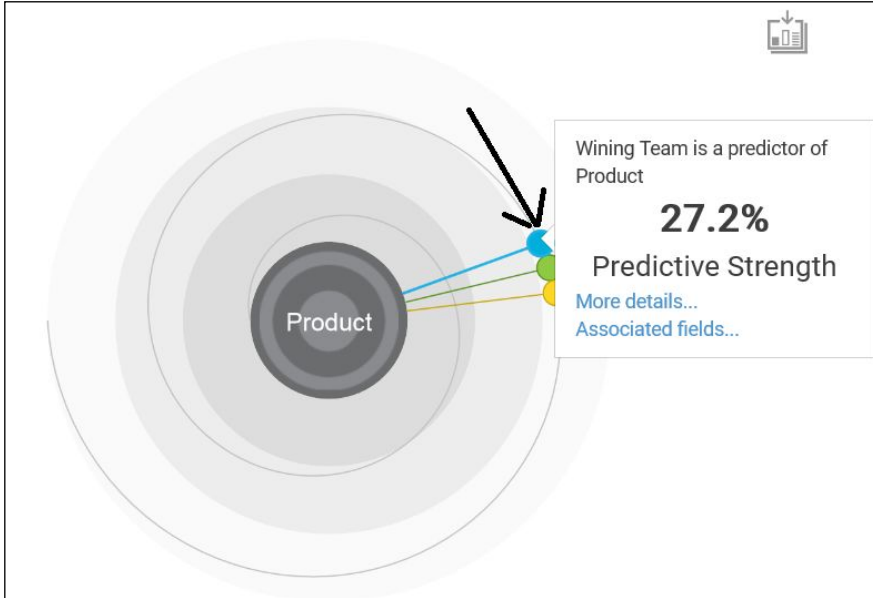 Wining Team is a predictor of
Product
27.2%
Predictive Strength
More details...
Associated fields...
Product